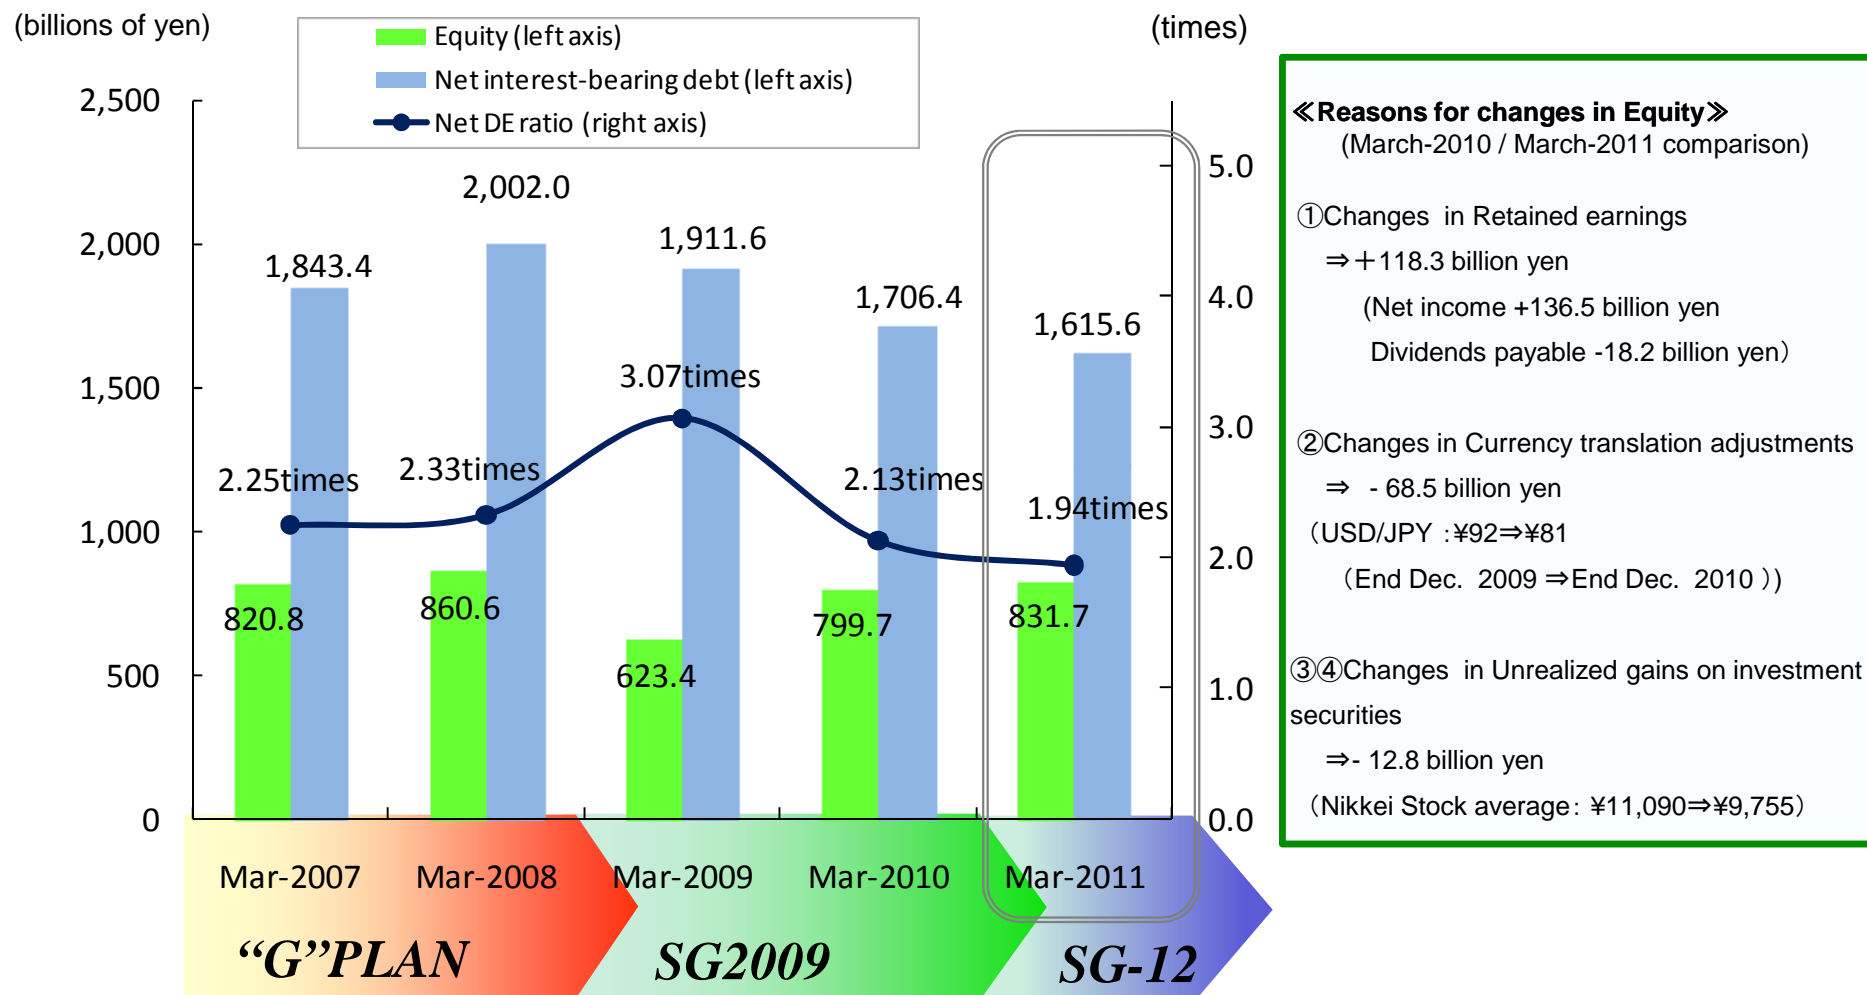 (billions of yen)
Equity (left axis)
Net interest-bearing debt (left axis)
Net DE ratio (right axis)
(times)
2,500
2,000
1,500
1,000
500
0
5.0
4.0
3.0
2.0
1.0
0.0
1,843.4
2,002.0
1,911.6
1,706.4
1,615.6
2.25times
2.33times
3.07times
2.13times
1.94times
820.8
860.6
623.4
799.7
831.7
Mar-2007
Mar-2008
Mar-2009
Mar-2010
Mar-2011
“G”PLAN
SG2009
SG-12
≪Reasons for changes in Equity≫
(March-2010 / March-2011 comparison)
①Changes in Retained earnings
⇒＋118.3 billion yen
(Net income +136.5 billion yen
Dividends payable -18.2 billion yen）
②Changes in Currency translation adjustments
⇒ - 68.5 billion yen
（USD/JPY ：¥92⇒¥81
（End Dec. 2009 ⇒End Dec. 2010 ）)
③④Changes in Unrealized gains on investment
securities
⇒- 12.8 billion yen
（Nikkei Stock average： ¥11,090⇒¥9,755）